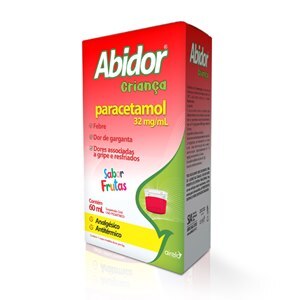 Abidor®
Criança
paracetamol
32 mg/mL
Febre
Dor de garganta
Dores associadas
à gripe e resfriados
Sabor
Frutas
Contém:
60 mL
Analgésico
Antitérmico